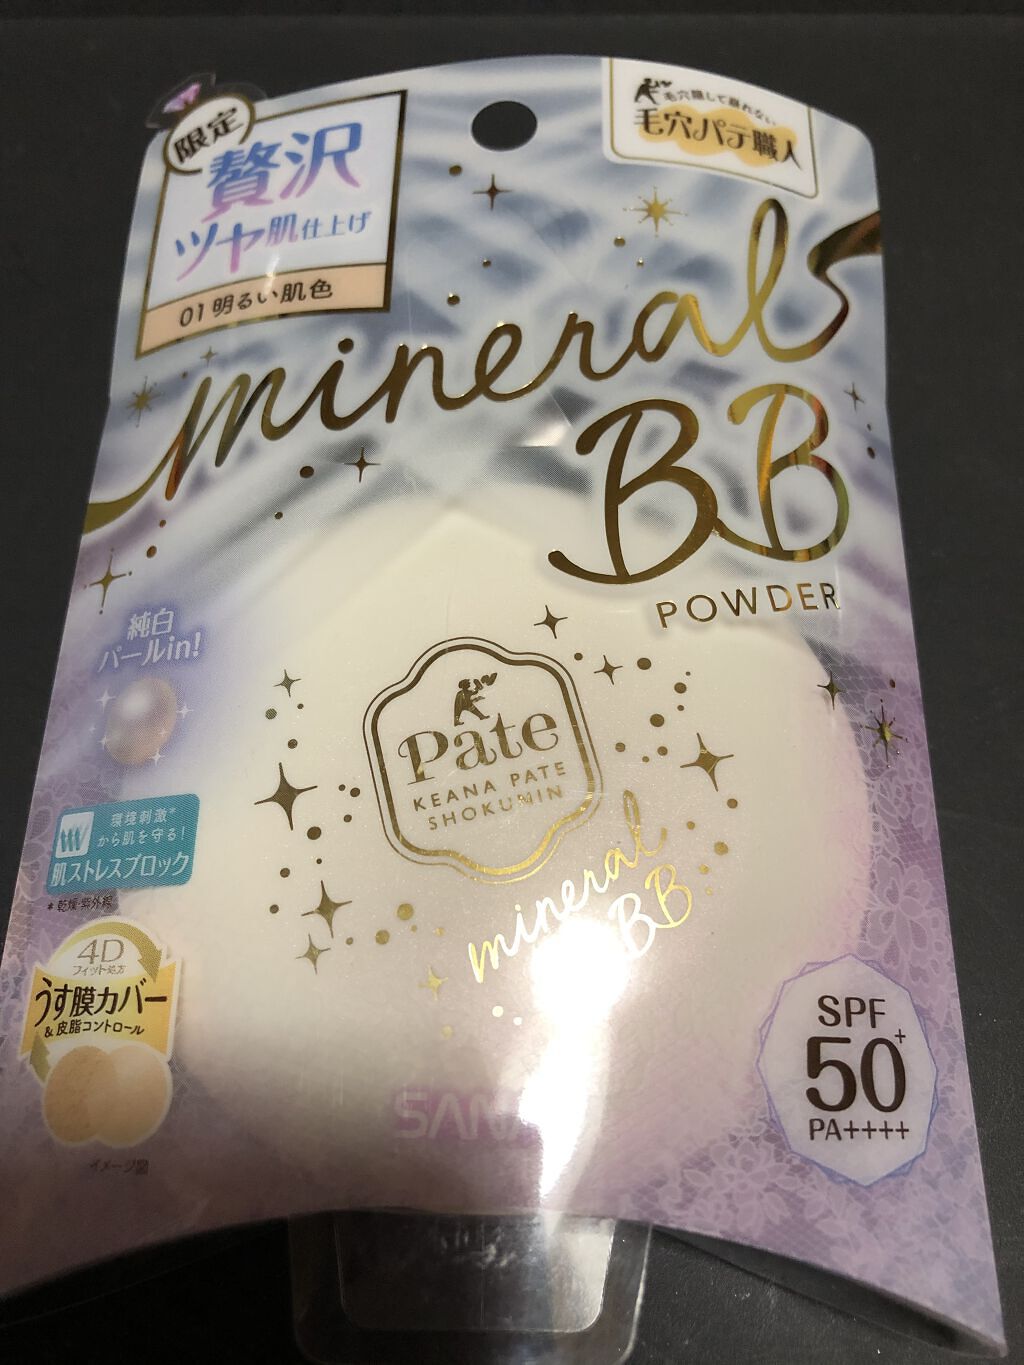 限定
贅沢
ツヤ肌仕上げ
01 明るい肌色
毛穴隠して崩れない
毛穴パテ職人
mineral
BB
POWDER
純白
パールin!
Pate
KEANA PATE
SHOKUNIN
mineral
BB
環境刺激*
から肌を守る!
肌ストレスブロック
*乾燥・紫外線
4D
フィット処方
うす膜カバー
&皮脂コントロール
イメージ図
SPF
50+
PA++++
SANA